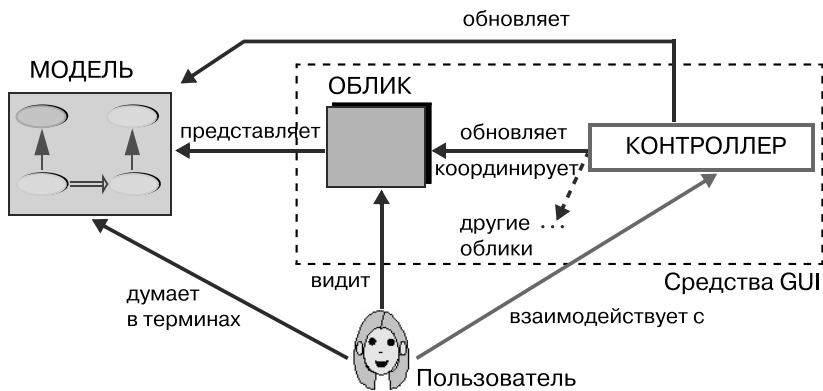 обновляет
МОДЕЛЬ
ОБЛИК
представляет
обновляет
координирует
КОНТРОЛЛЕР
другие ...
облики
Средства GUI
думает
в терминах
видит
взаимодействует с
Пользователь